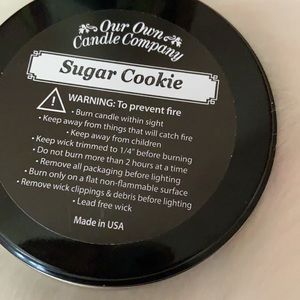 Our Own
Candle Company
Sugar Cookie
WARNING: To prevent fire
• Burn candle within sight
• Keep away from things that will catch fire
• Keep away from children
• Keep wick trimmed to 1/4" before burning
• Do not burn more than 2 hours at a time
• Remove all packaging before lighting
• Burn only on a flat non-flammable surface
• Remove wick clippings & debris before lighting
• Lead free wick
Made in USA